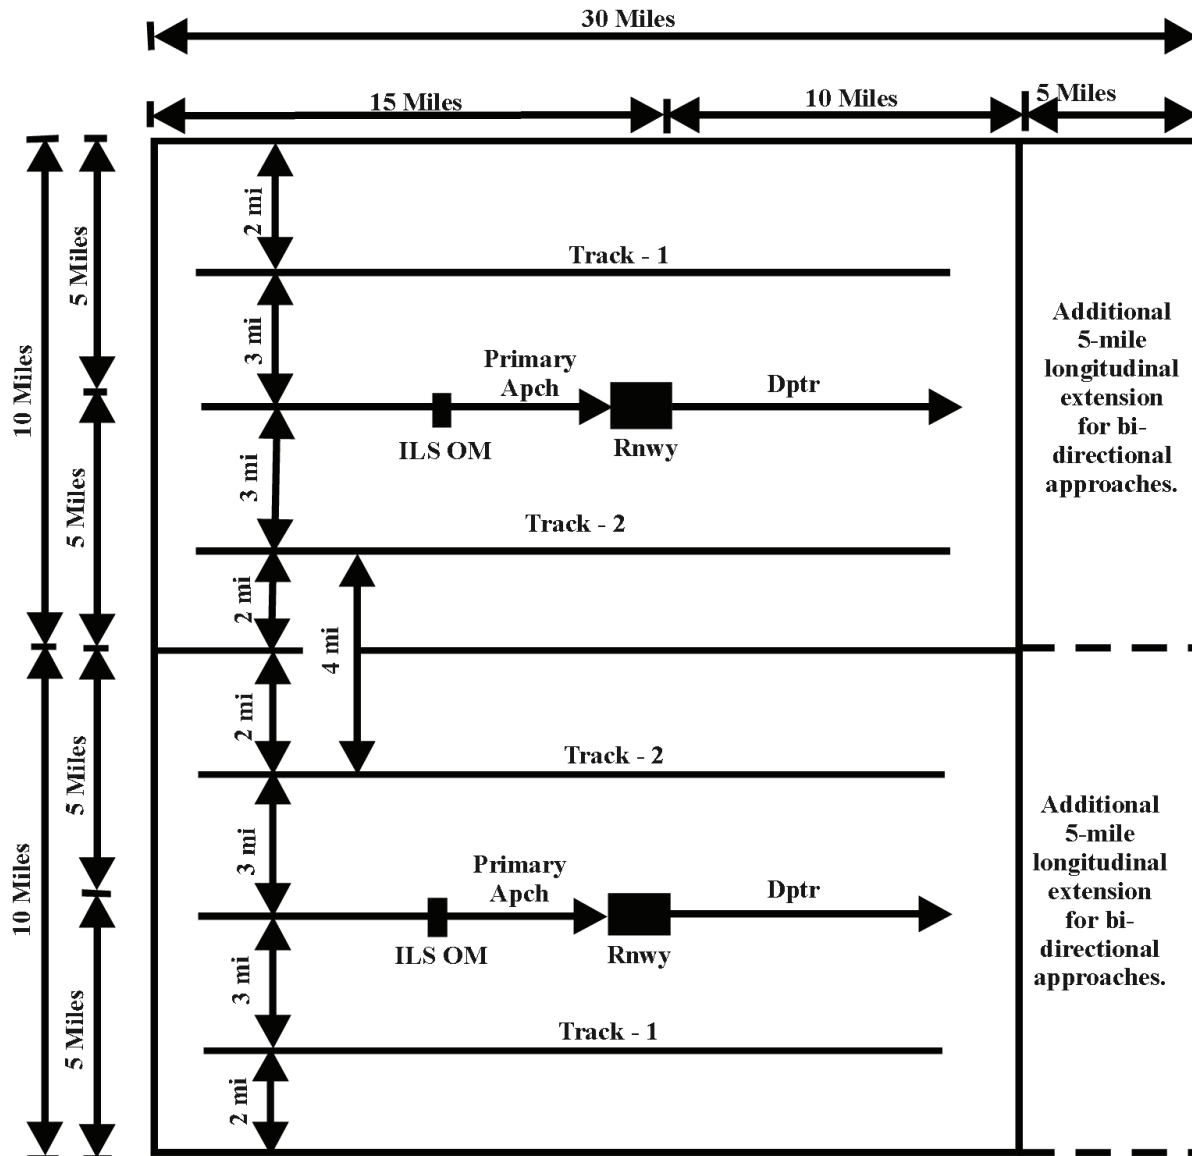 30 Miles
15 Miles
10 Miles
5 Miles
2 mi
Track - 1
5 Miles
3 mi
10 Miles
Primary
Apch
Dptr
ILS OM
Rnwy
Additional
5-mile
longitudinal
extension
for bi-
directional
approaches.
3 mi
5 Miles
Track - 2
2 mi
4 mi
2 mi
Track - 2
5 Miles
3 mi
10 Miles
Primary
Apch
Dptr
ILS OM
Rnwy
Additional
5-mile
longitudinal
extension
for bi-
directional
approaches.
3 mi
5 Miles
Track - 1
2 mi